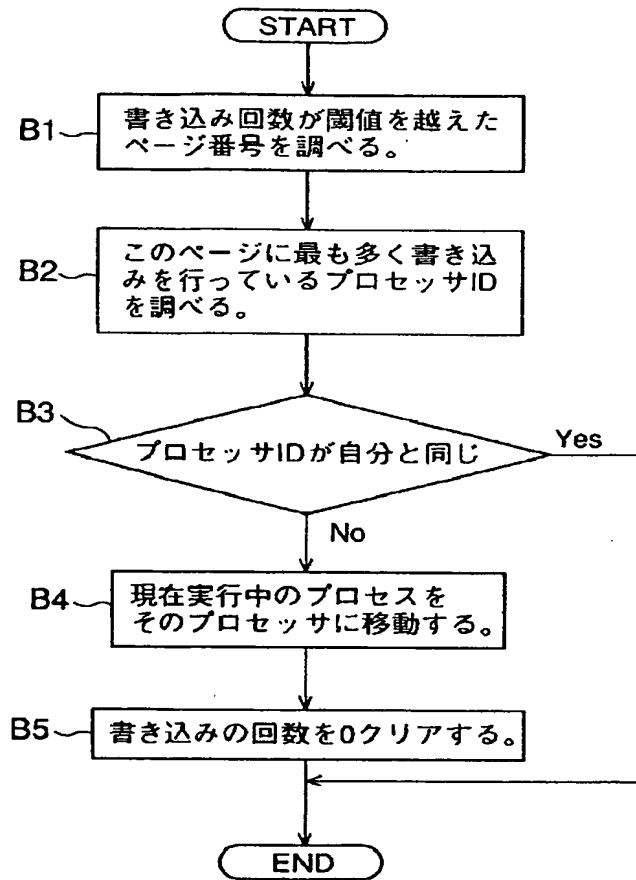 START
B1
書き込み回数が閾値を越えた
ページ番号を調べる。
B2
このページに最も多く書き込
みを行っているプロセッサID
を調べる。
B3
プロセッサIDが自分と同じ
Yes
No
B4
現在実行中のプロセスを
そのプロセッサに移動する。
B5
書き込みの回数を0クリアする。
END